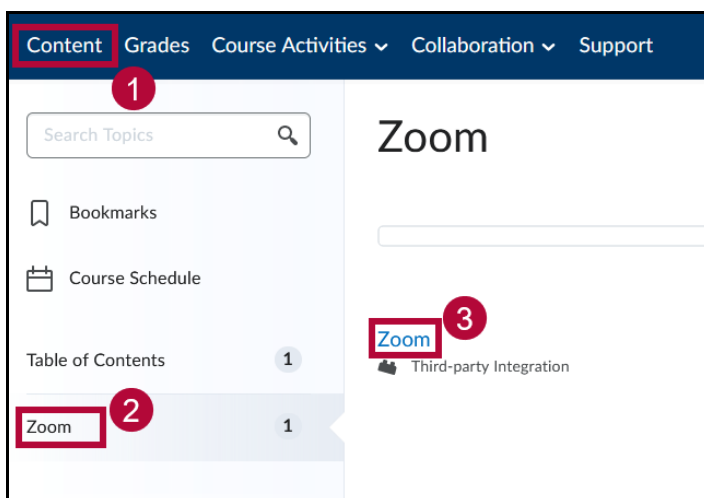 Content Grades Course Activities Collaboration Support
1
Search Topics
Zoom
Bookmarks
Course Schedule
3
Zoom
Table of Contents 1
Third-party Integration
2
Zoom 1